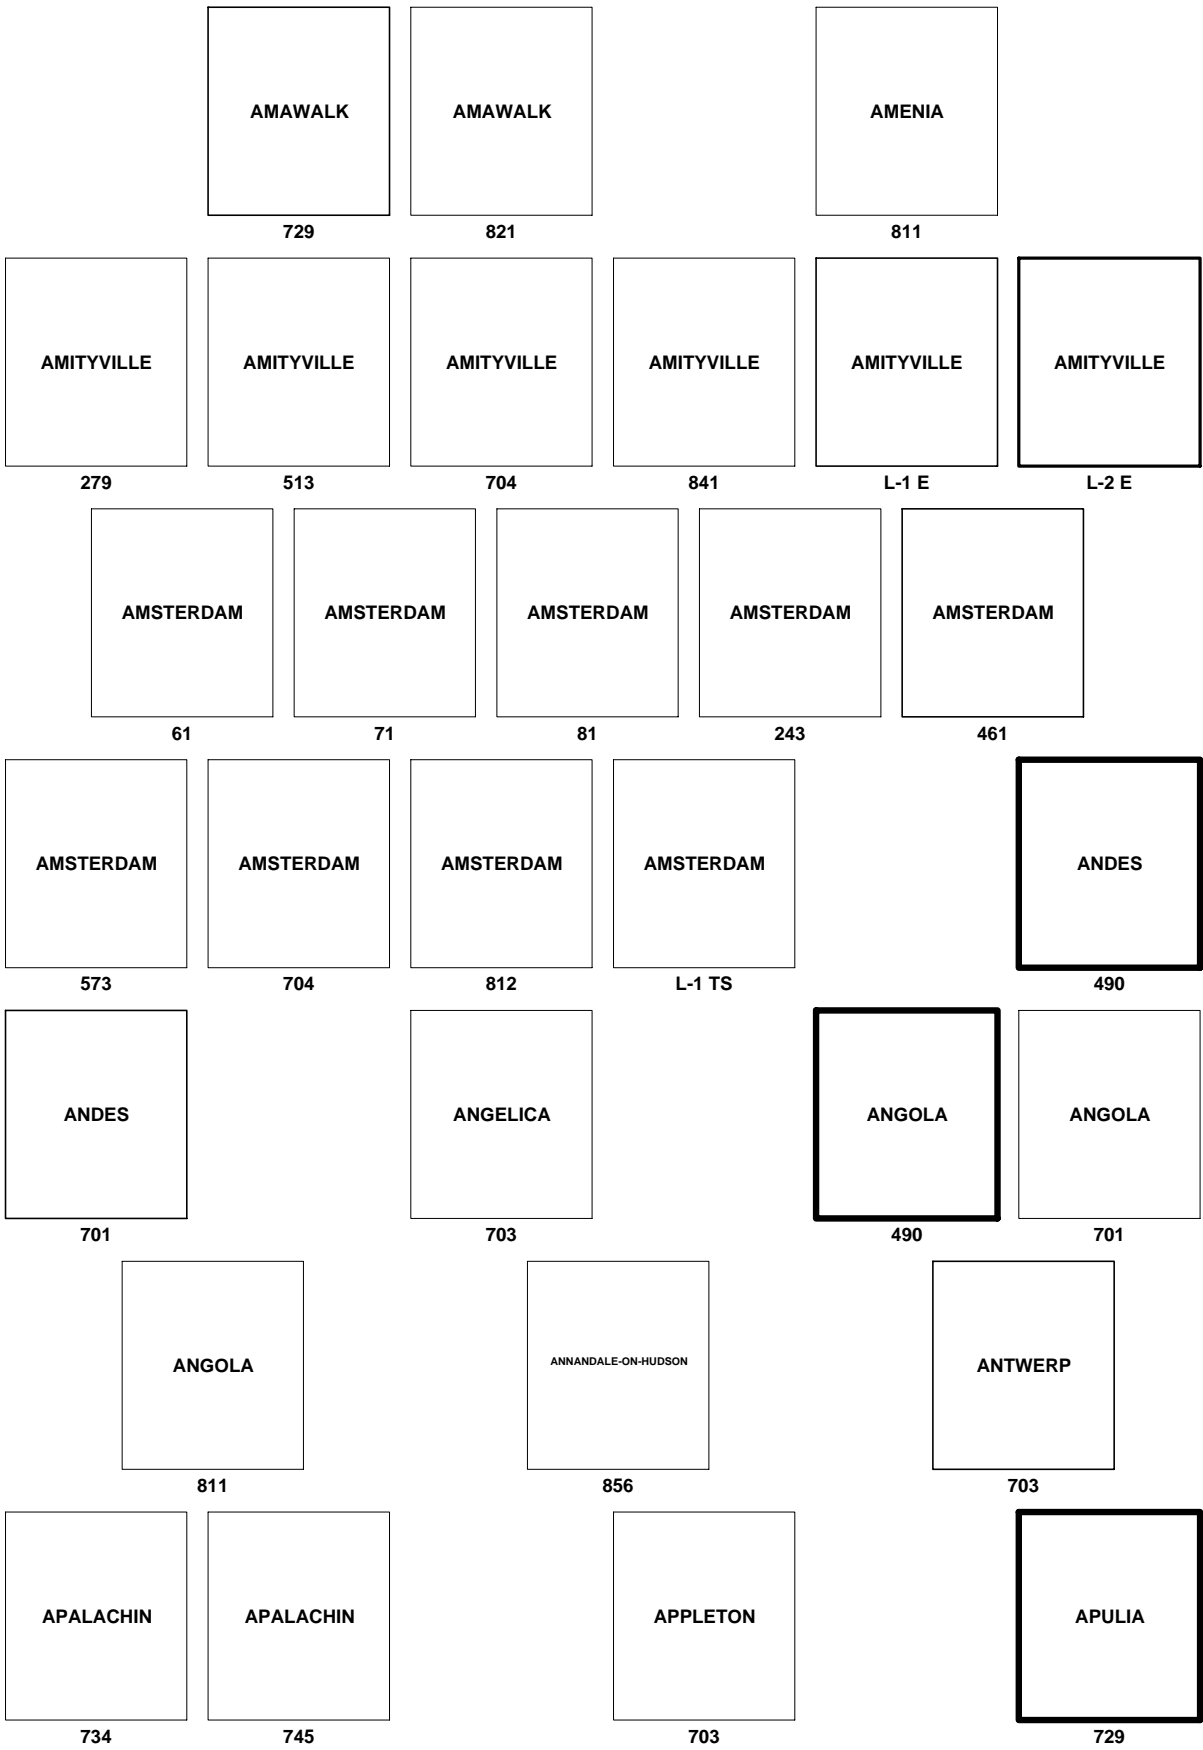 AMAWALK AMAWALK AMENIA
729 821 811
AMITYVILLE AMITYVILLE AMITYVILLE AMITYVILLE AMITYVILLE AMITYVILLE
279 513 704 841 L-1 E L-2 E
AMSTERDAM AMSTERDAM AMSTERDAM AMSTERDAM AMSTERDAM
61 71 81 243 461
AMSTERDAM AMSTERDAM AMSTERDAM AMSTERDAM ANDES
573 704 812 L-1 TS 490
ANDES ANGELICA ANGOLA ANGOLA
701 703 490 701
ANGOLA ANNANDALE-ON-HUDSON ANTWERP
811 856 703
APALACHIN APALACHIN APPLETON APULIA
734 745 703 729